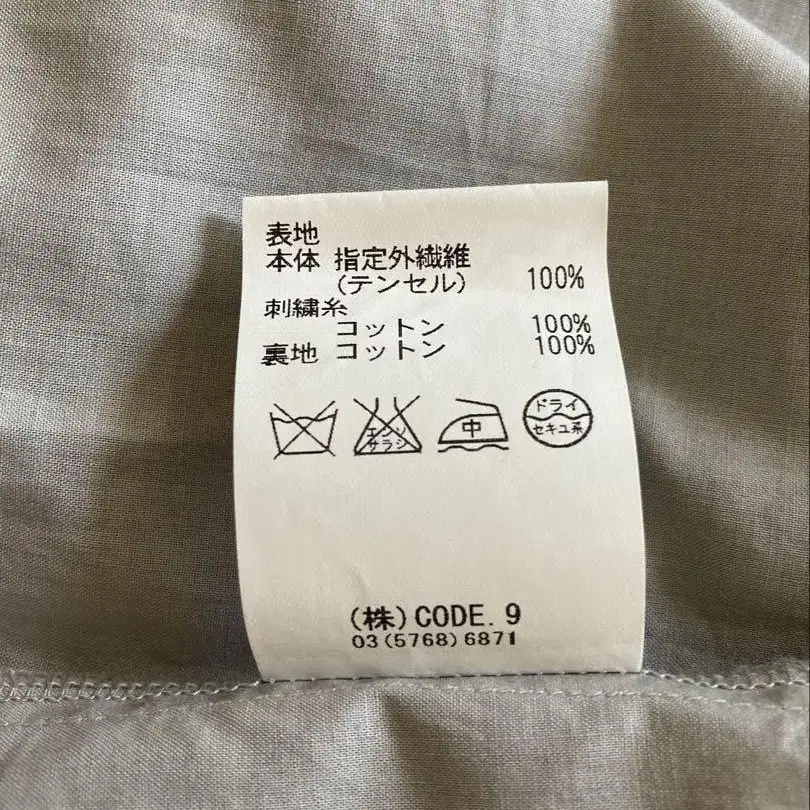 表地
本体 指定外繊維
(テンセル) 100%
刺繍糸
コットン 100%
裏地 コットン 100%
エンソ
サラシ
中
ドライ
セキユ系
(株)CODE.9
03(5768)6871